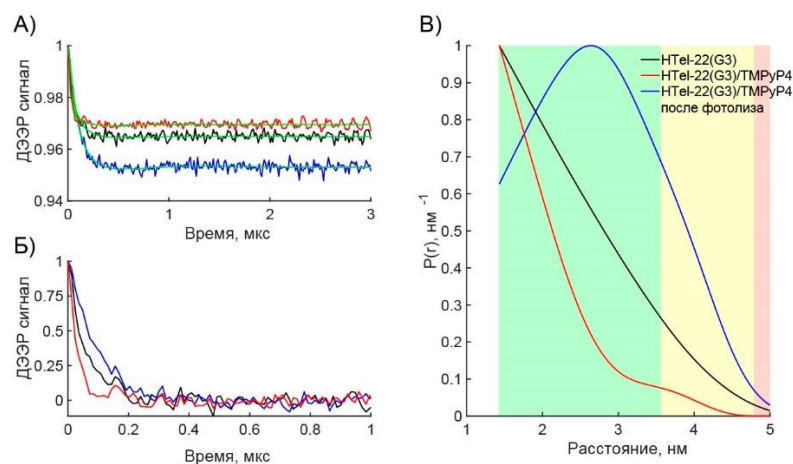 А)
ДЭЭР сигнал
1
0.98
0.96
0.94
0 1 2 3
Время, мкс
Б)
ДЭЭР сигнал
1
0.75
0.5
0.25
0
0 0.2 0.4 0.6 0.8 1
Время, мкс
В)
HTel-22(G3)
HTel-22(G3)/TMPyP4
HTel-22(G3)/TMPyP4
после фотолиза
P(r), нм -1
1
0.9
0.8
0.7
0.6
0.5
0.4
0.3
0.2
0.1
0
1 2 3 4 5
Расстояние, нм